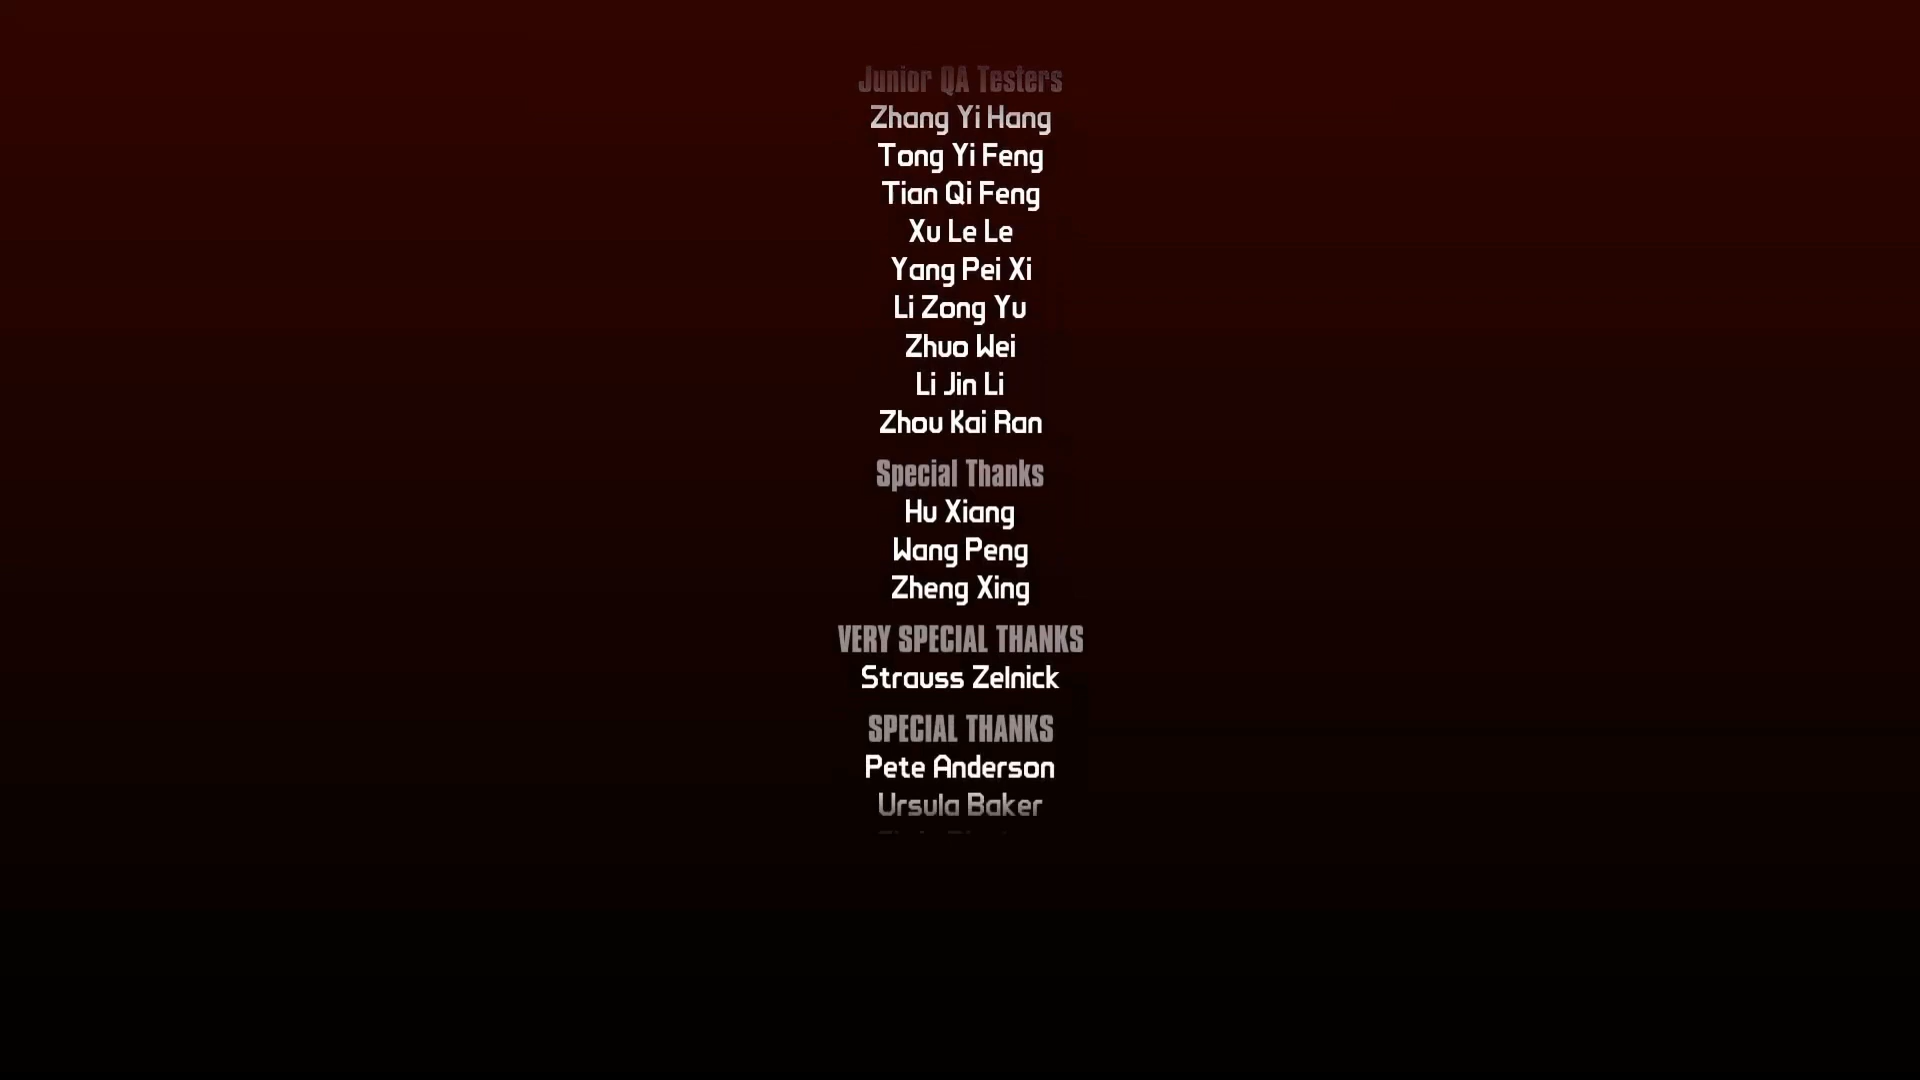 Junior QA Testers
Zhang Yi Hang
Tong Yi Feng
Tian Qi Feng
Xu Le Le
Yang Pei Xi
Li Zong Yu
Zhuo Wei
Li Jin Li
Zhou Kai Ran
Special Thanks
Hu Xiang
Wang Peng
Zheng Xing
VERY SPECIAL THANKS
Strauss Zelnick
SPECIAL THANKS
Pete Anderson
Ursula Baker